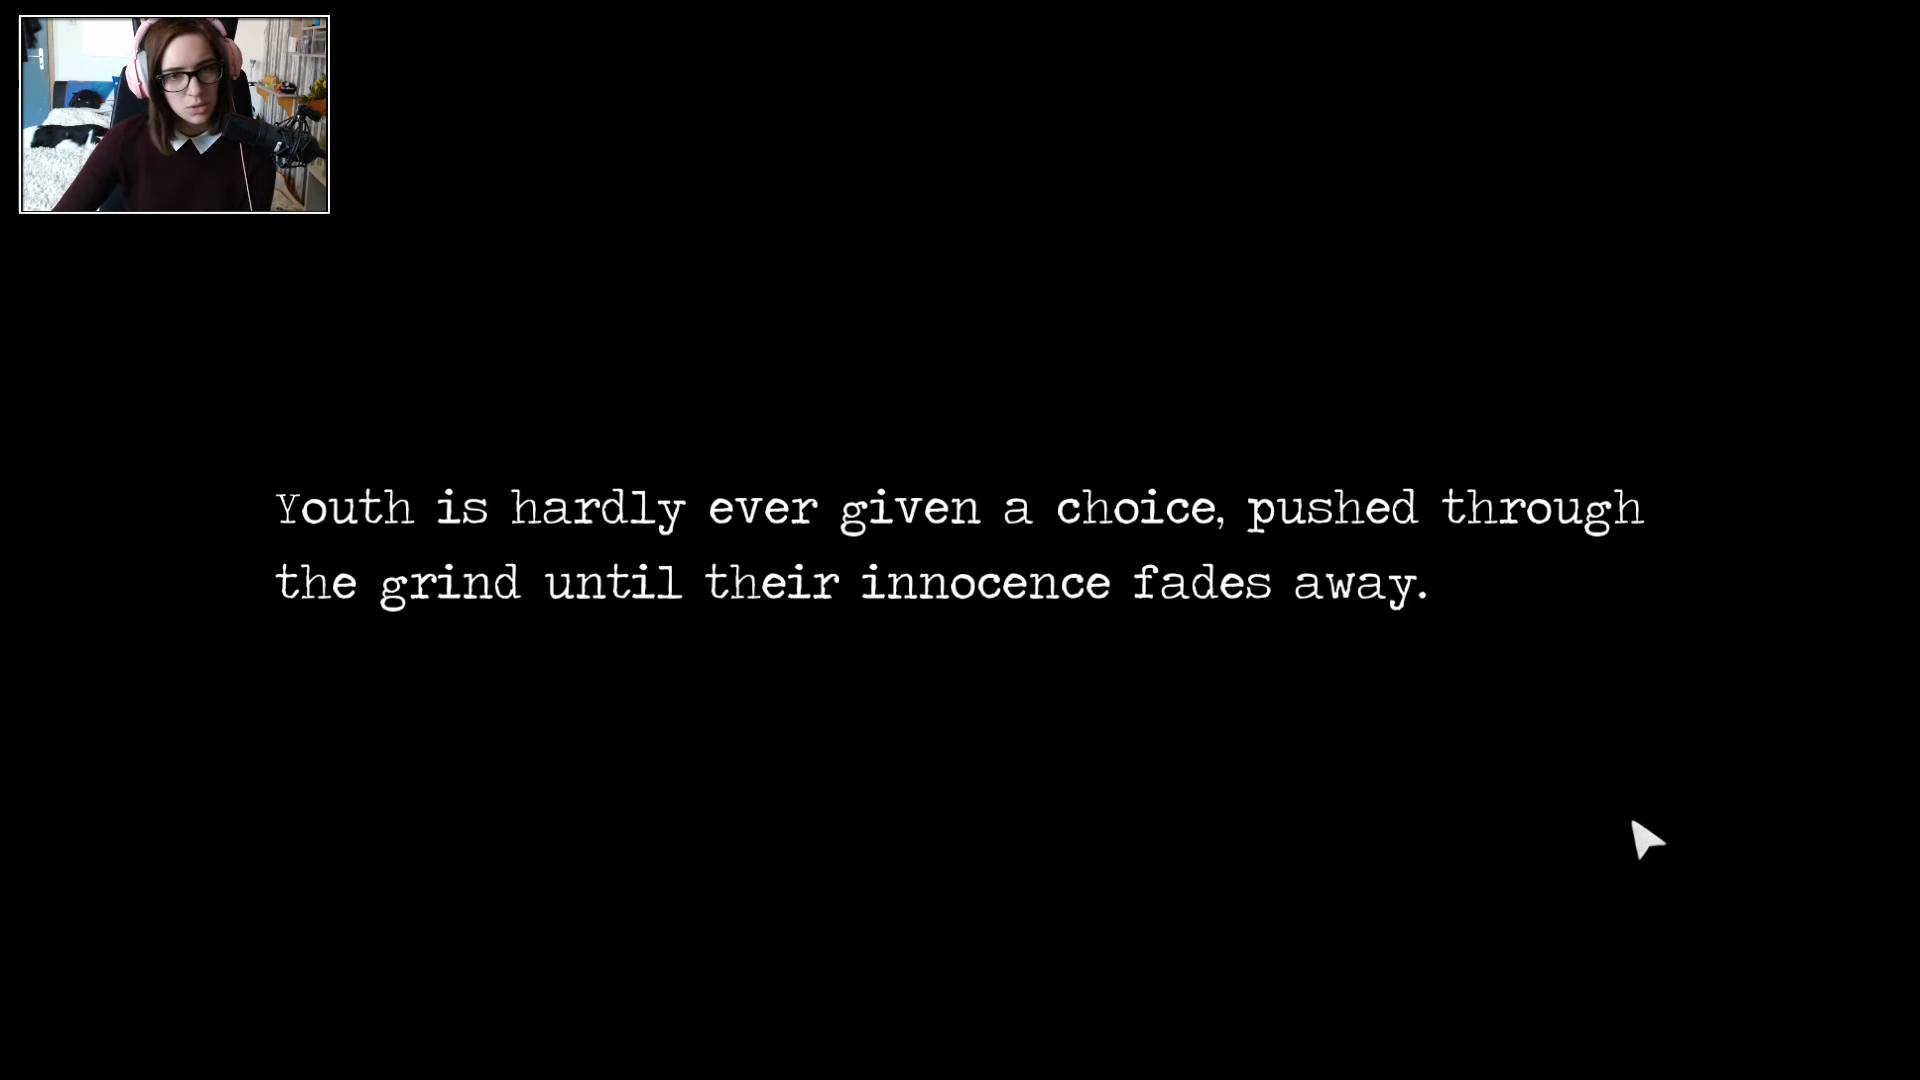 Youth is hardly ever given a choice, pushed through
the grind until their innocence fades away.